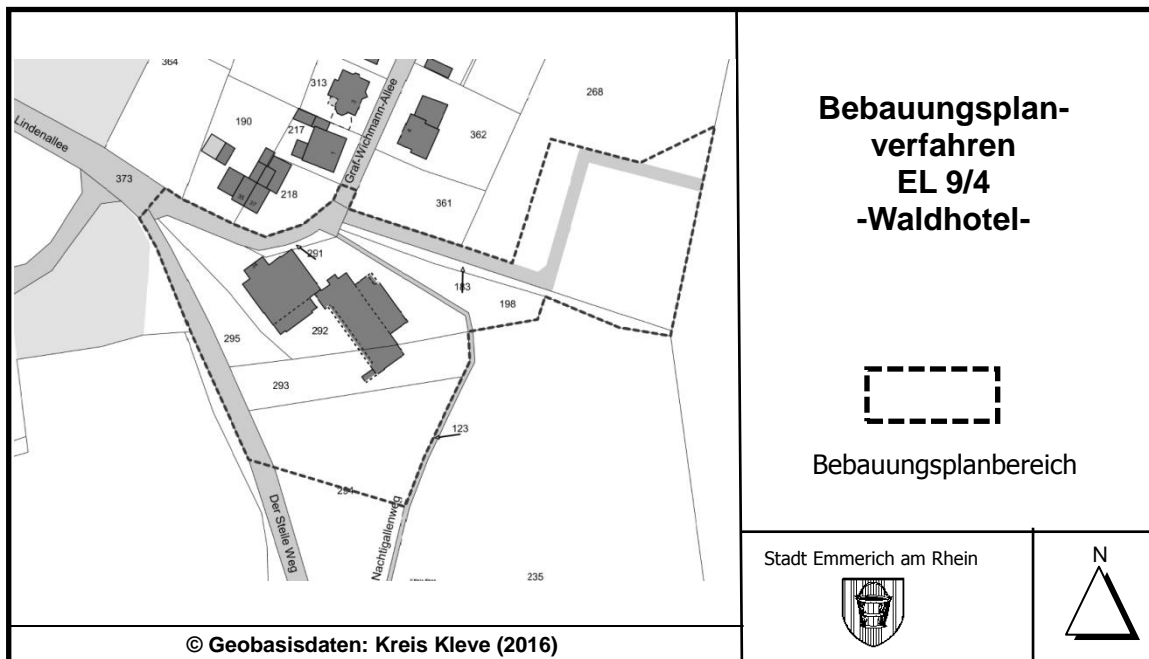 364
313
268
Lindenallee
190
217
Graf-Wichmann-Allee
362
373
35
37
218
361
291
183
198
295
292
293
123
294
Der Steile Weg
Nachtigallenweg
235
© Geobasisdaten: Kreis Kleve (2016)
Bebauungsplan-
verfahren
EL 9/4
-Waldhotel-
Bebauungsplanbereich
Stadt Emmerich am Rhein
N